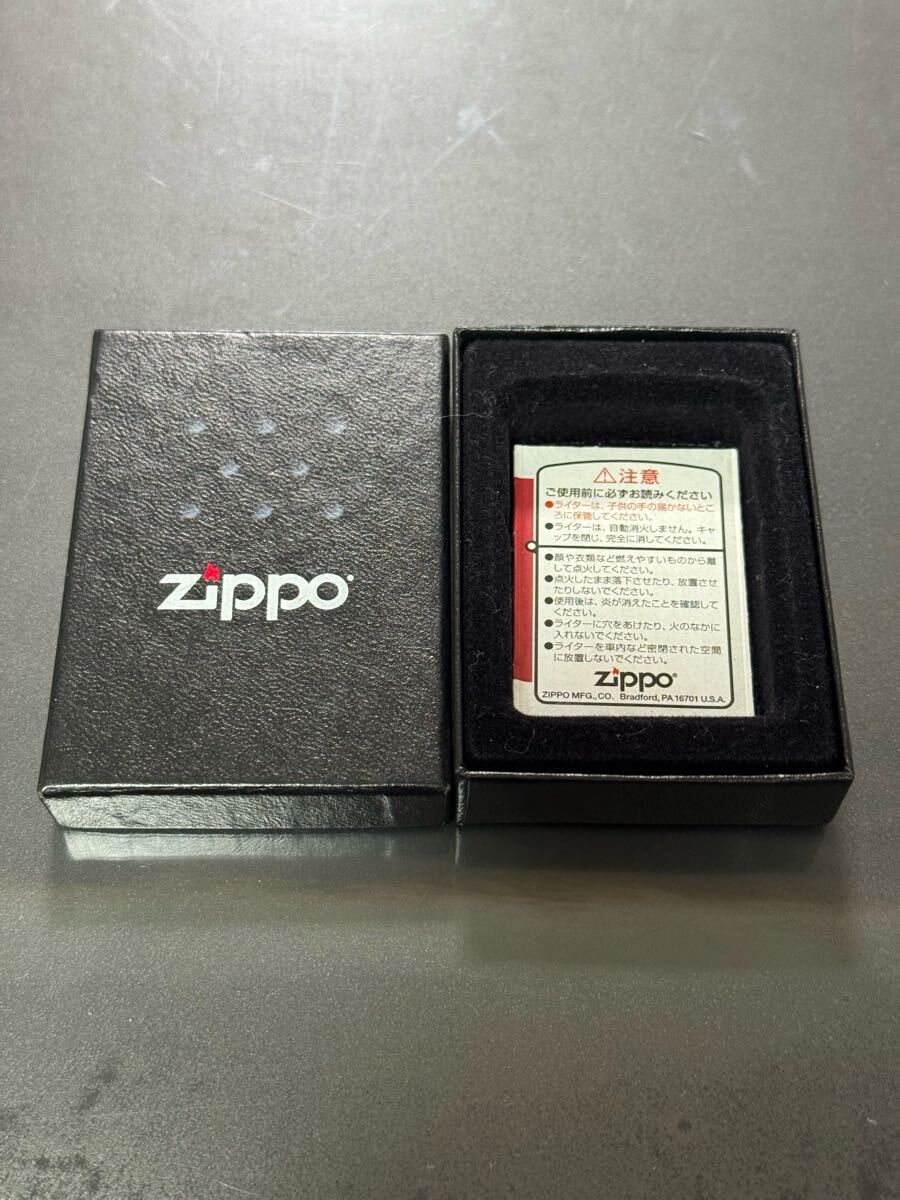 zippo
⚠注意
ご使用前に必ずお読みください
●ライターは、子供の手の届かないとこ
ろに保管してください。
●ライターは、自動消火しません。キャ
ップを閉じ、完全に消してください。
●顔や衣類など燃えやすいものから離
して点火してください。
●点火したまま落下させたり、放置させ
たりしないでください。
●使用後は、炎が消えたことを確認して
ください。
●ライターに穴をあけたり、火のなかに
入れないでください。
●ライターを車内など密閉された空間
に放置しないでください。
zippo
ZIPPO MFG.,CO. Bradford, PA 16701 U.S.A.